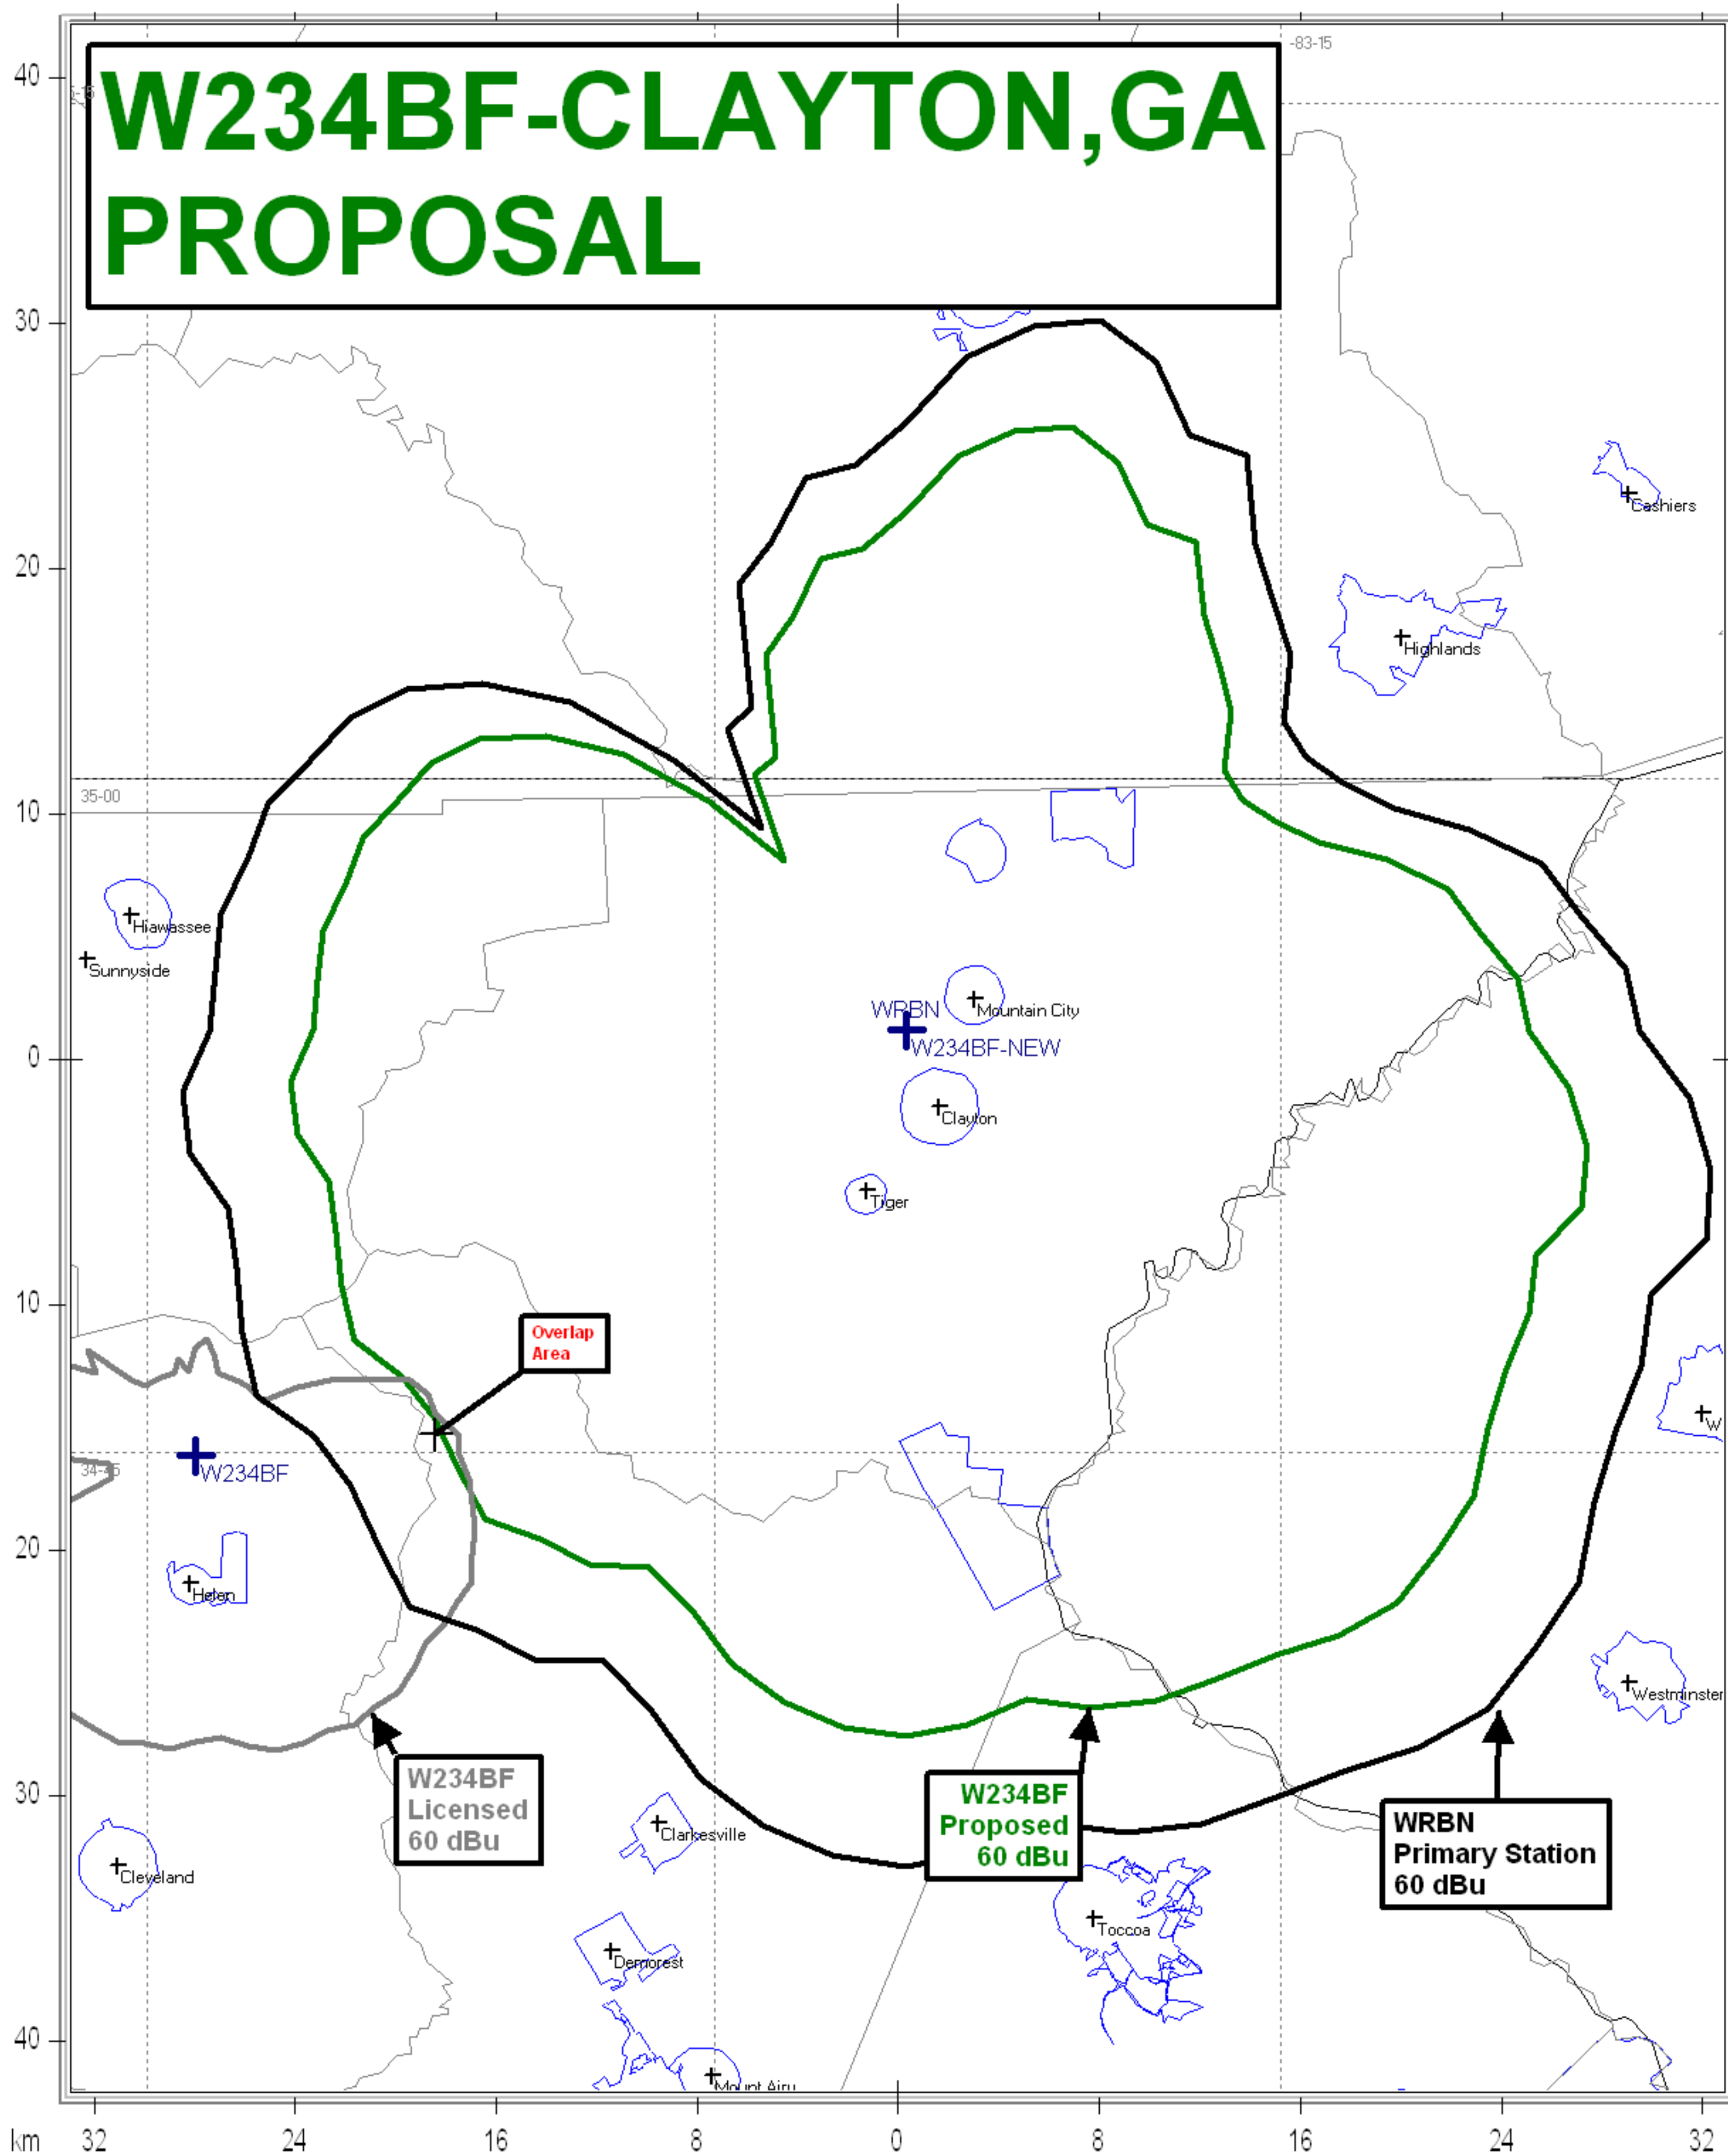 W234BF-CLAYTON,GA
PROPOSAL
-83-15
40
30
20
10
0
10
20
30
40
35-00
34-45
Cashiers
Highlands
Hiawassee
Sunnyside
WRBN
Mountain City
W234BF-NEW
Clayton
Tiger
Overlap
Area
W
W234BF
Helen
Westminster
W234BF
Licensed
60 dBu
W234BF
Proposed
60 dBu
WRBN
Primary Station
60 dBu
Clarkesville
Cleveland
Toccoa
Demorest
Mount Airy
km 32 24 16 8 0 8 16 24 32